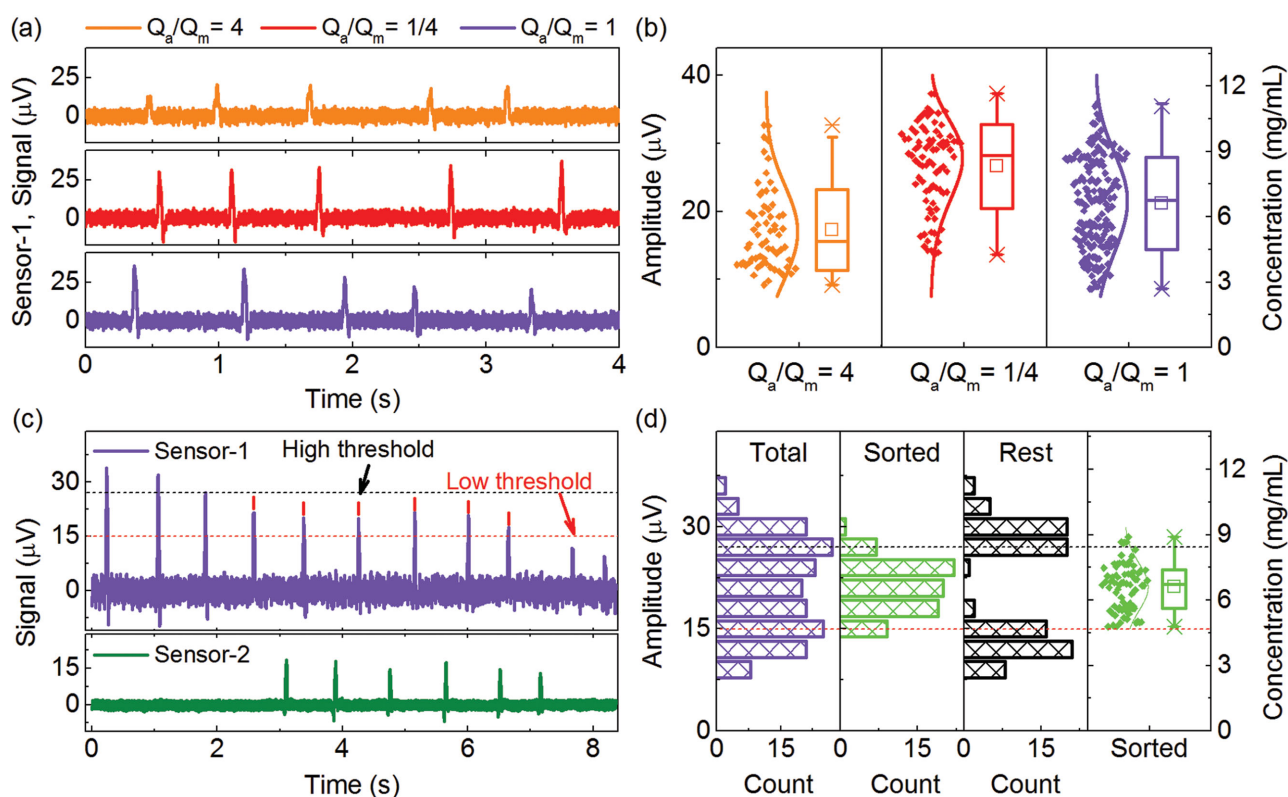 (a)
Qa/Qm= 4
Qa/Qm= 1/4
Qa/Qm= 1
Sensor-1, Signal (μV)
25
0
25
0
25
0
0 1 2 3 4
Time (s)
(b)
Amplitude (μV)
40
20
0
Qa/Qm= 4
Qa/Qm= 1/4
Qa/Qm= 1
12
9
6
3
0
Concentration (mg/mL)
(c)
Signal (μV)
Sensor-1
High threshold
Low threshold
30
15
0
Sensor-2
15
0
0 2 4 6 8
Time (s)
(d)
Amplitude (μV)
Total
Sorted
Rest
30
15
0
0 15
0 15
0 15
Count
Count
Count
Sorted
12
9
6
3
0
Concentration (mg/mL)